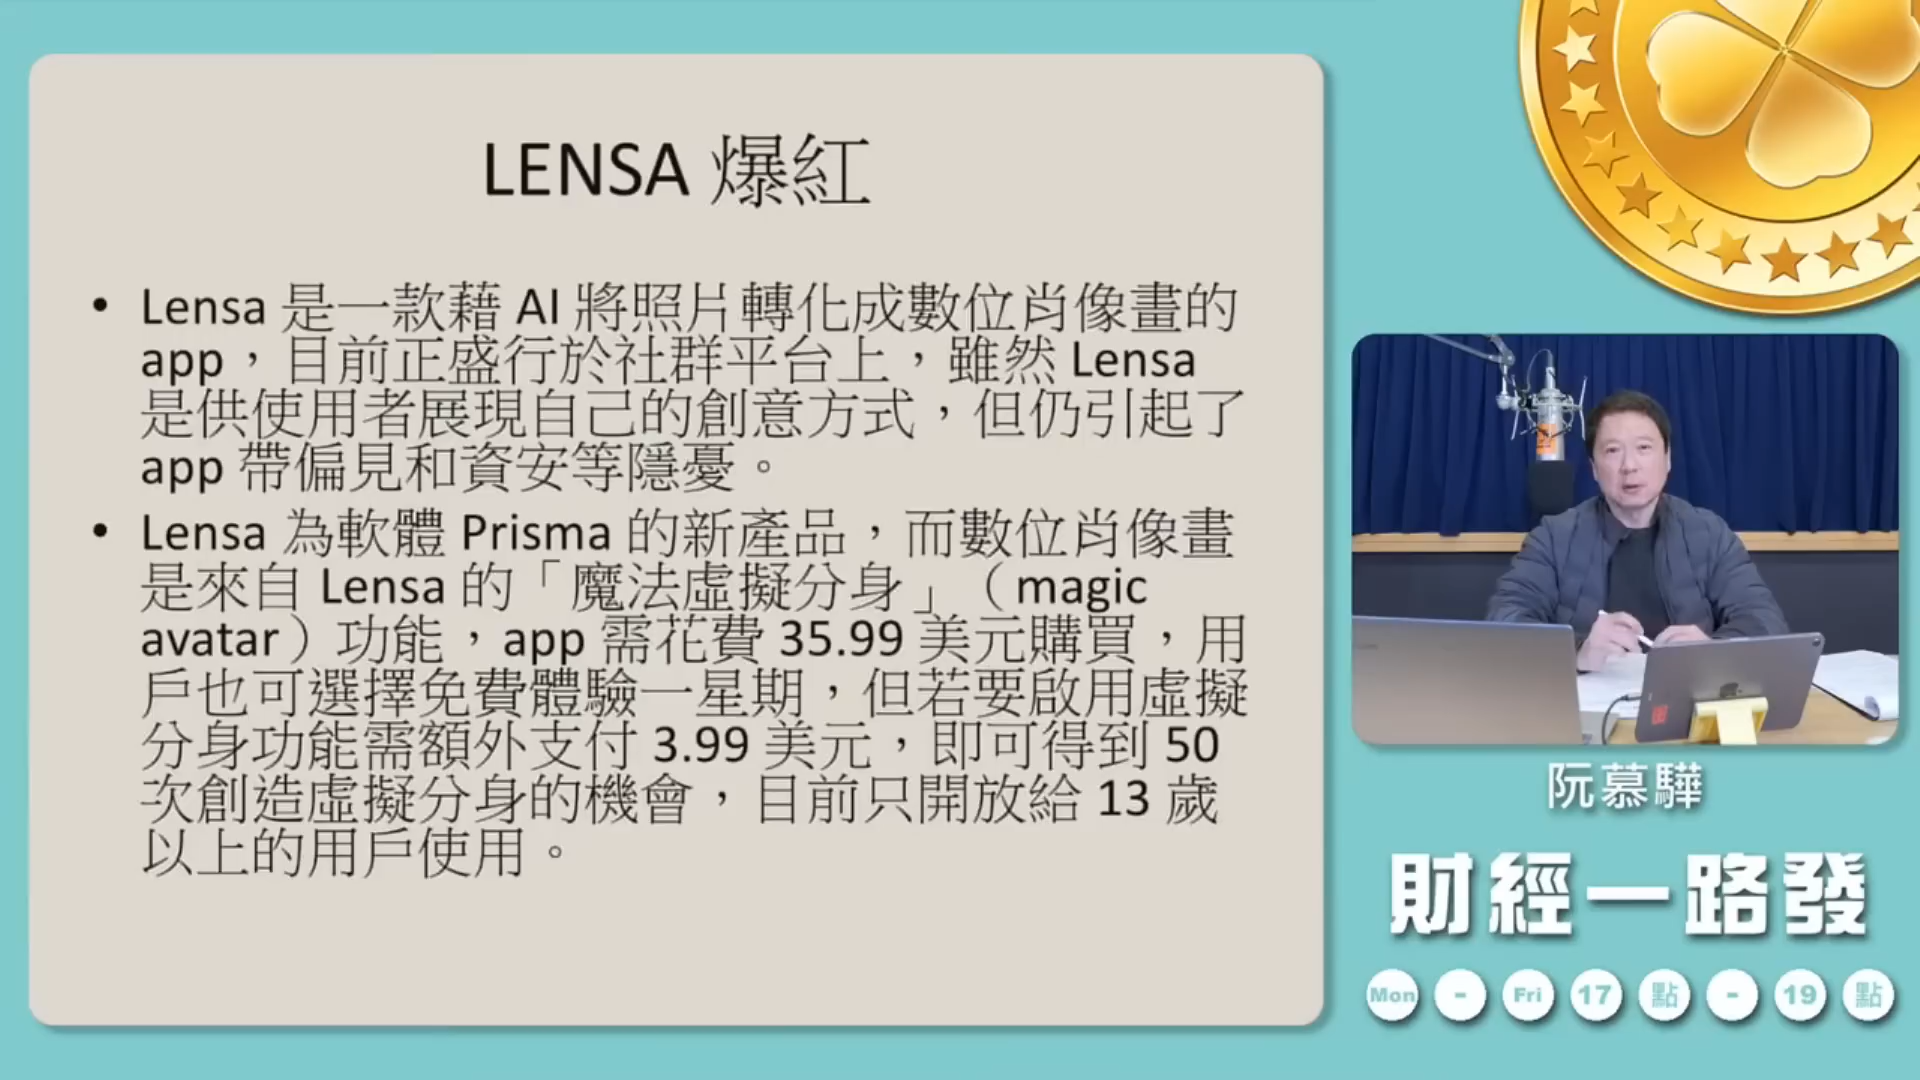 LENSA 爆紅
• Lensa 是一款藉 AI 將照片轉化成數位肖像畫的
app，目前正盛行於社群平台上，雖然 Lensa
是供使用者展現自己的創意方式，但仍引起了
app 帶偏見和資安等隱憂。
• Lensa 為軟體 Prisma 的新產品，而數位肖像畫
是來自 Lensa 的「魔法虛擬分身」（magic
avatar）功能，app 需花費 35.99 美元購買，用
戶也可選擇免費體驗一星期，但若要啟用虛擬
分身功能需額外支付 3.99 美元，即可得到 50
次創造虛擬分身的機會，目前只開放給 13 歲
以上的用戶使用。
阮慕驊
財經一路發
Mon - Fri 17 點 - 19 點